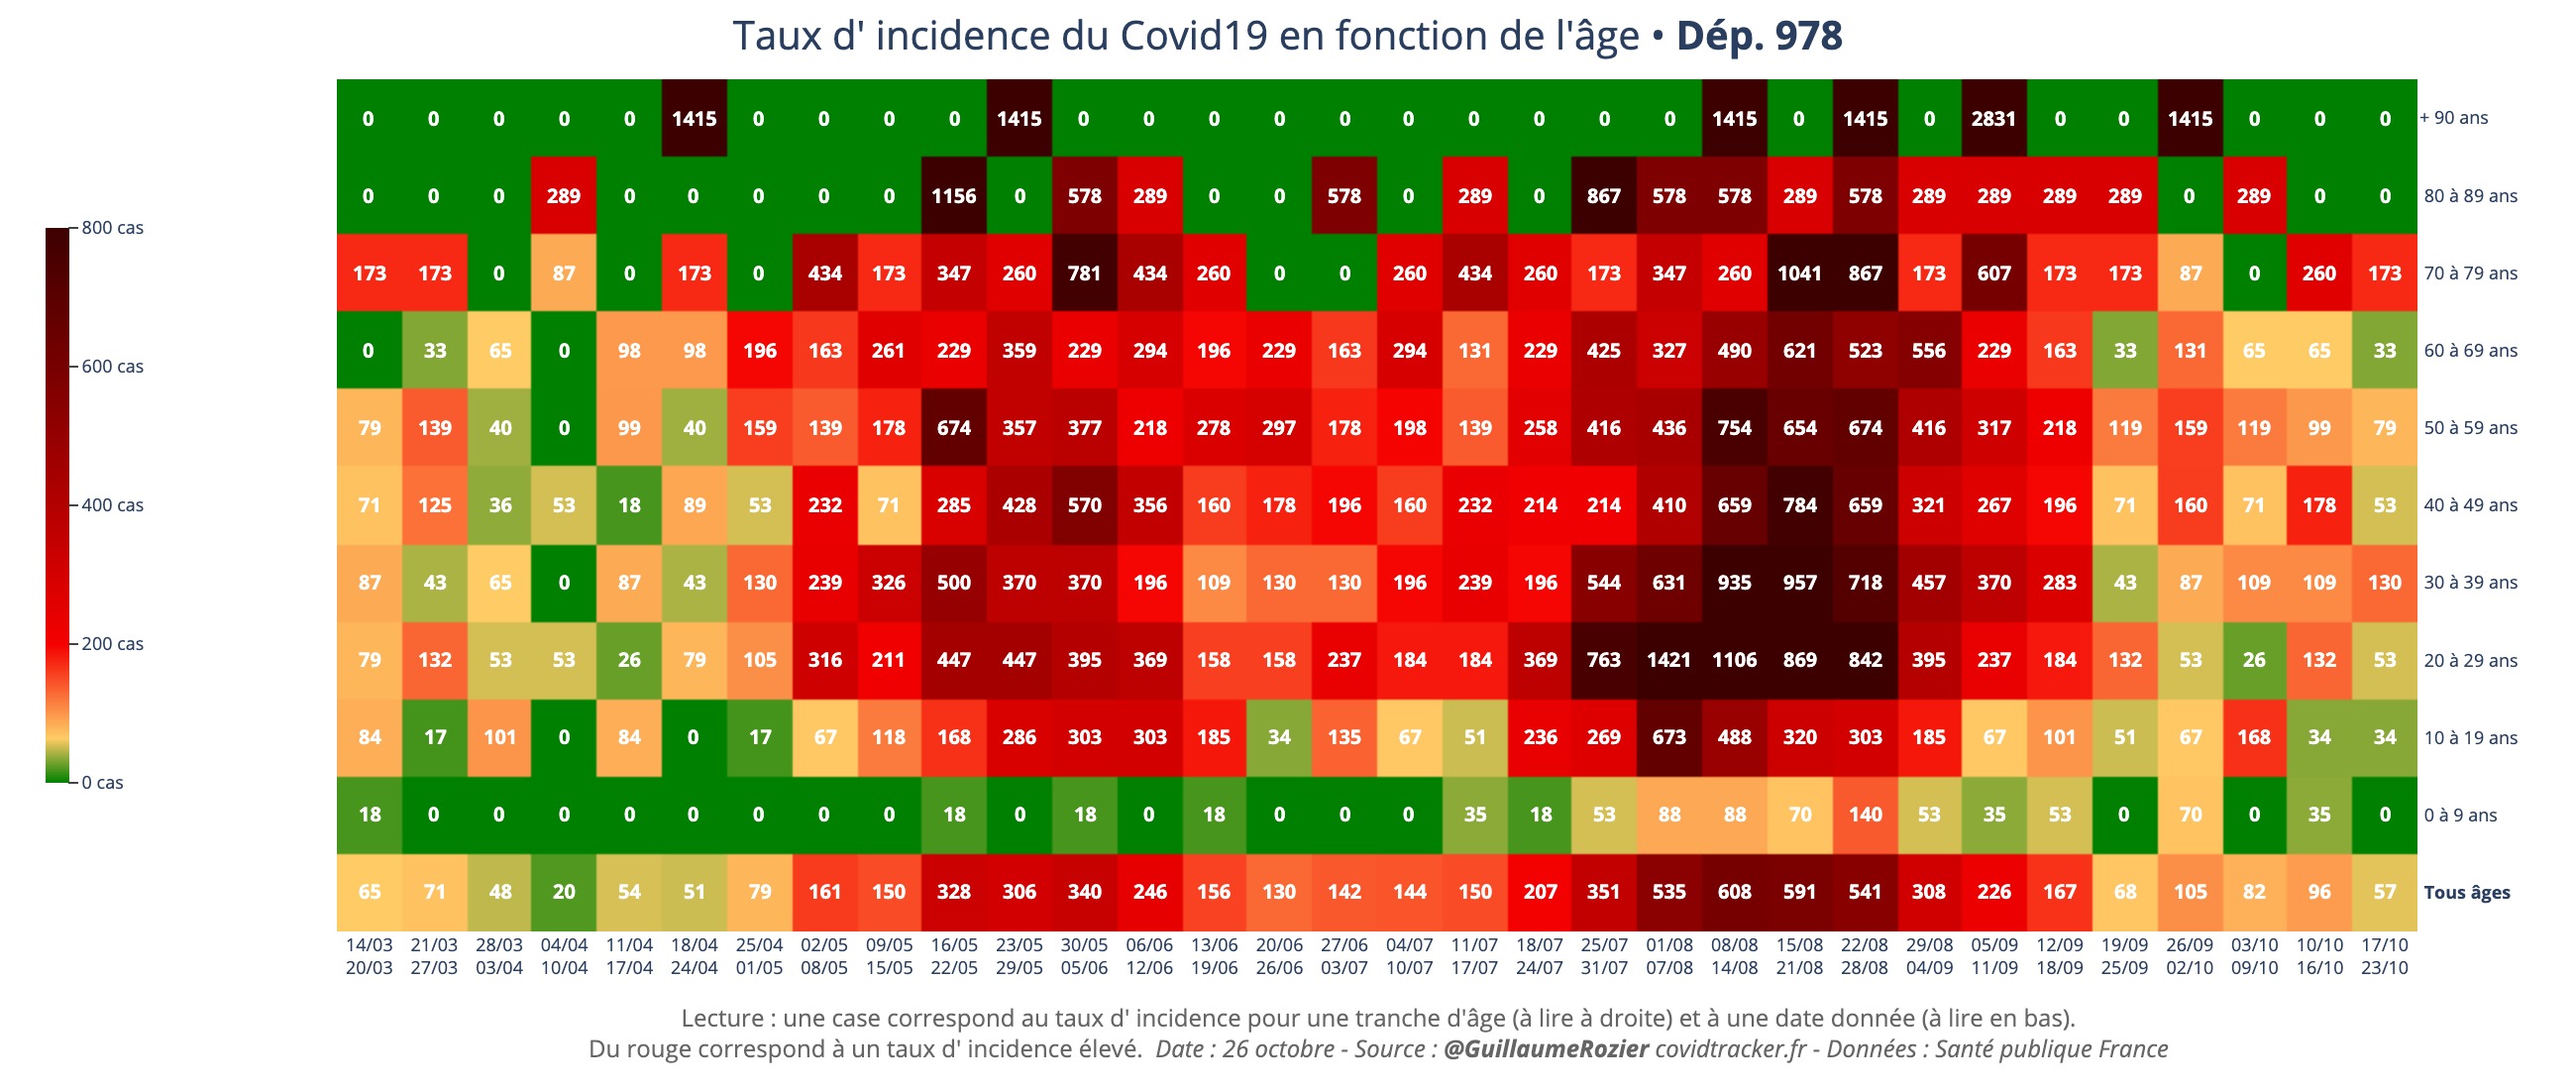 Taux d' incidence du Covid19 en fonction de l'âge • Dép. 978
0 0 0 0 0 1415 0 0 0 0 1415 0 0 0 0 0 0 0 0 0 0 1415 0 1415 0 2831 0 0 1415 0 0 0 + 90 ans
0 0 0 289 0 0 0 0 0 1156 0 578 289 0 0 578 0 289 0 867 578 578 289 578 289 289 289 289 0 289 0 0 80 à 89 ans
800 cas
173 173 0 87 0 173 0 434 173 347 260 781 434 260 0 0 260 434 260 173 347 260 1041 867 173 607 173 173 87 0 260 173 70 à 79 ans
0 33 65 0 98 98 196 163 261 229 359 229 294 196 229 163 294 131 229 425 327 490 621 523 556 229 163 33 131 65 65 33 60 à 69 ans
600 cas
79 139 40 0 99 40 159 139 178 674 357 377 218 278 297 178 198 139 258 416 436 754 654 674 416 317 218 119 159 119 99 79 50 à 59 ans
400 cas
71 125 36 53 18 89 53 232 71 285 428 570 356 160 178 196 160 232 214 214 410 659 784 659 321 267 196 71 160 71 178 53 40 à 49 ans
87 43 65 0 87 43 130 239 326 500 370 370 196 109 130 130 196 239 196 544 631 935 957 718 457 370 283 43 87 109 109 130 30 à 39 ans
200 cas
79 132 53 53 26 79 105 316 211 447 447 395 369 158 158 237 184 184 369 763 1421 1106 869 842 395 237 184 132 53 26 132 53 20 à 29 ans
84 17 101 0 84 0 17 67 118 168 286 303 303 185 34 135 67 51 236 269 673 488 320 303 185 67 101 51 67 168 34 34 10 à 19 ans
0 cas
18 0 0 0 0 0 0 0 0 18 0 18 0 18 0 0 0 35 18 53 88 88 70 140 53 35 53 0 70 0 35 0 0 à 9 ans
65 71 48 20 54 51 79 161 150 328 306 340 246 156 130 142 144 150 207 351 535 608 591 541 308 226 167 68 105 82 96 57 Tous âges
14/03 21/03 28/03 04/04 11/04 18/04 25/04 02/05 09/05 16/05 23/05 30/05 06/06 13/06 20/06 27/06 04/07 11/07 18/07 25/07 01/08 08/08 15/08 22/08 29/08 05/09 12/09 19/09 26/09 03/10 10/10 17/10
20/03 27/03 03/04 10/04 17/04 24/04 01/05 08/05 15/05 22/05 29/05 05/06 12/06 19/06 26/06 03/07 10/07 17/07 24/07 31/07 07/08 14/08 21/08 28/08 04/09 11/09 18/09 25/09 02/10 09/10 16/10 23/10
Lecture : une case correspond au taux d' incidence pour une tranche d'âge (à lire à droite) et à une date donnée (à lire en bas).
Du rouge correspond à un taux d' incidence élevé. Date : 26 octobre - Source : @GuillaumeRozier covidtracker.fr - Données : Santé publique France